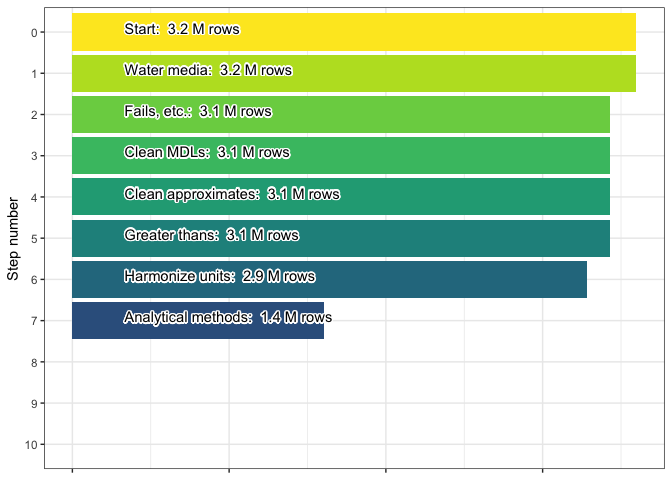 Step number
0
Start:  3.2 M rows
1
Water media:  3.2 M rows
2
Fails, etc.:  3.1 M rows
3
Clean MDLs:  3.1 M rows
4
Clean approximates:  3.1 M rows
5
Greater thans:  3.1 M rows
6
Harmonize units:  2.9 M rows
7
Analytical methods:  1.4 M rows
8
9
10